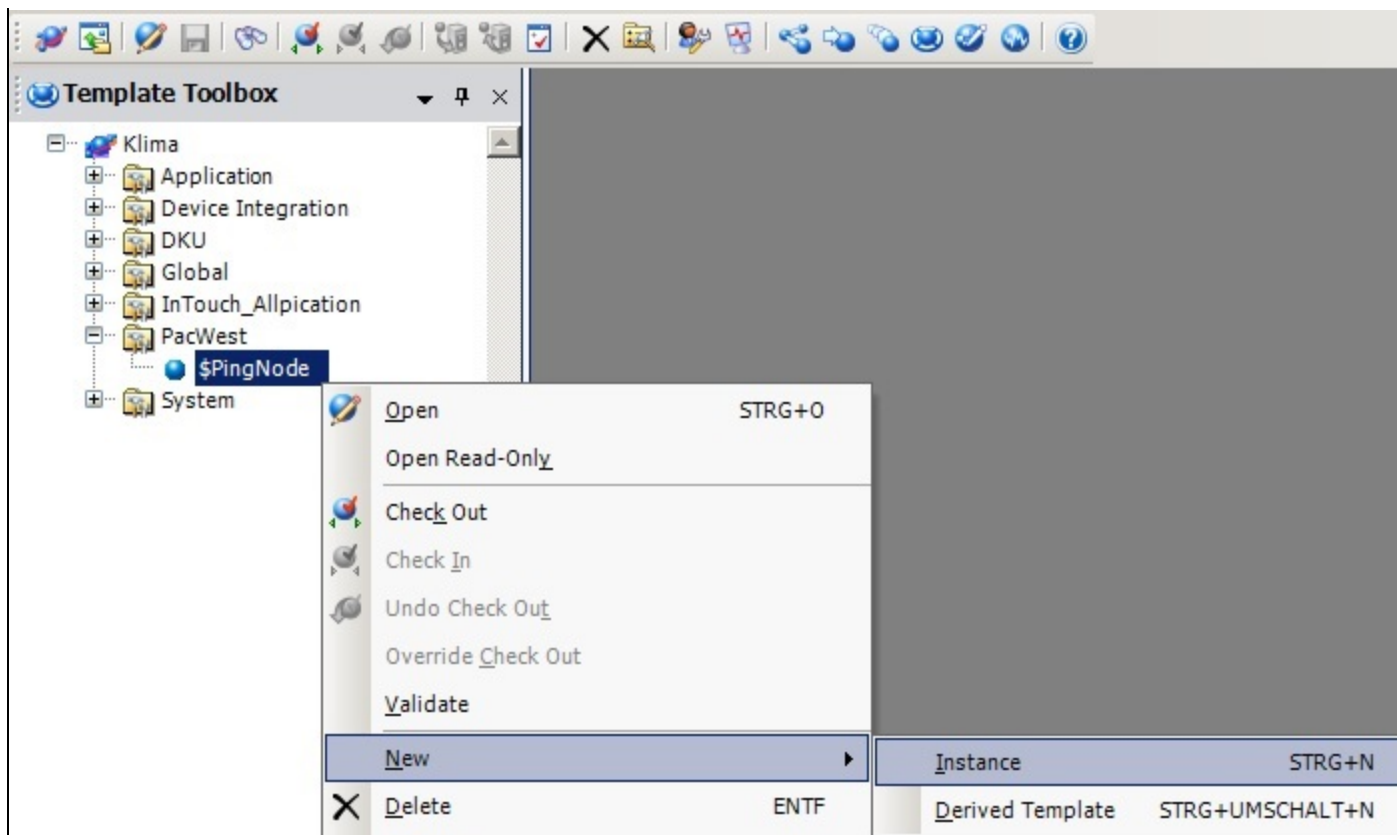 Template Toolbox
Klima
Application
Device Integration
DKU
Global
InTouch_Allpication
PacWest
$PingNode
System
Open STRG+O
Open Read-Only
Check Out
Check In
Undo Check Out
Override Check Out
Validate
New
Instance STRG+N
Delete ENTF
Derived Template STRG+UMSCHALT+N